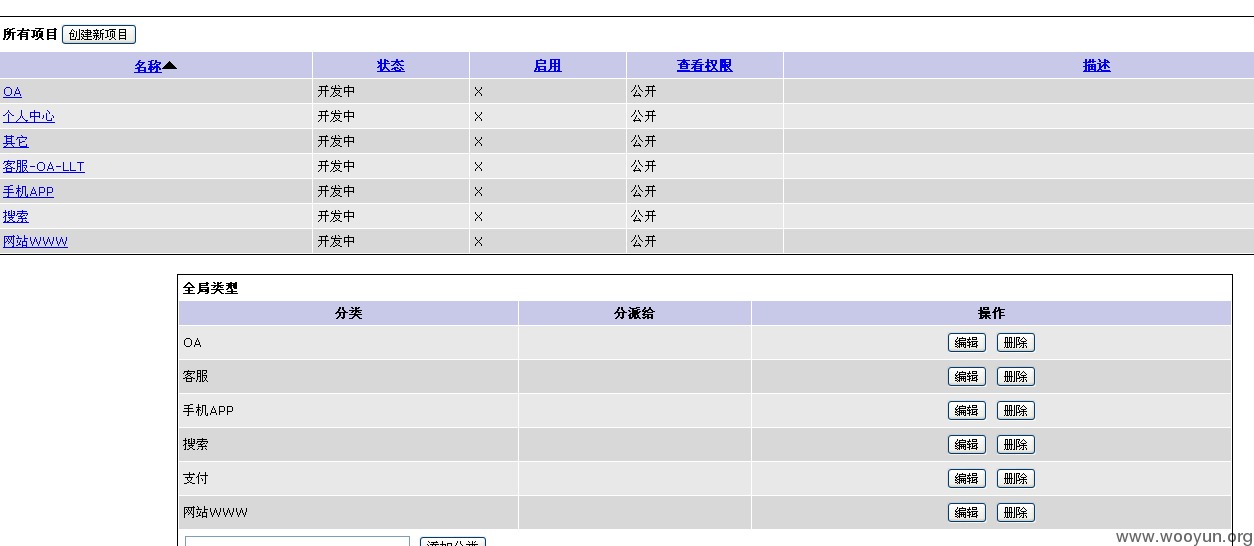 所有项目 创建新项目
名称 状态 启用 查看权限 描述
OA 开发中 X 公开
个人中心 开发中 X 公开
其它 开发中 X 公开
客服-OA-LLT 开发中 X 公开
手机APP 开发中 X 公开
搜索 开发中 X 公开
网站WWW 开发中 X 公开
全局类型
分类 分派给 操作
OA 编辑 删除
客服 编辑 删除
手机APP 编辑 删除
搜索 编辑 删除
支付 编辑 删除
网站WWW 编辑 删除
添加分类
www.wooyun.org